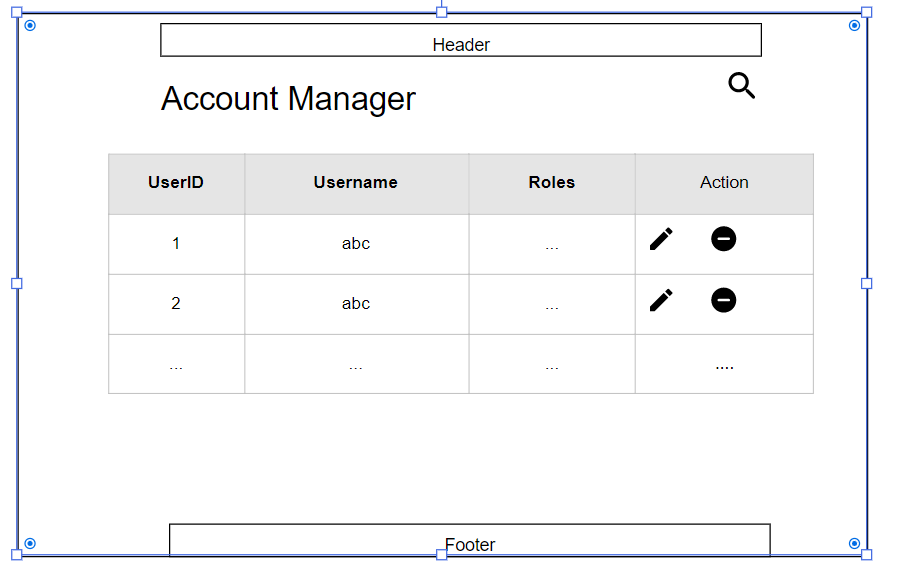 Header
Account Manager
UserID Username Roles Action
1 abc ...
2 abc ...
... ... ... ....
Footer